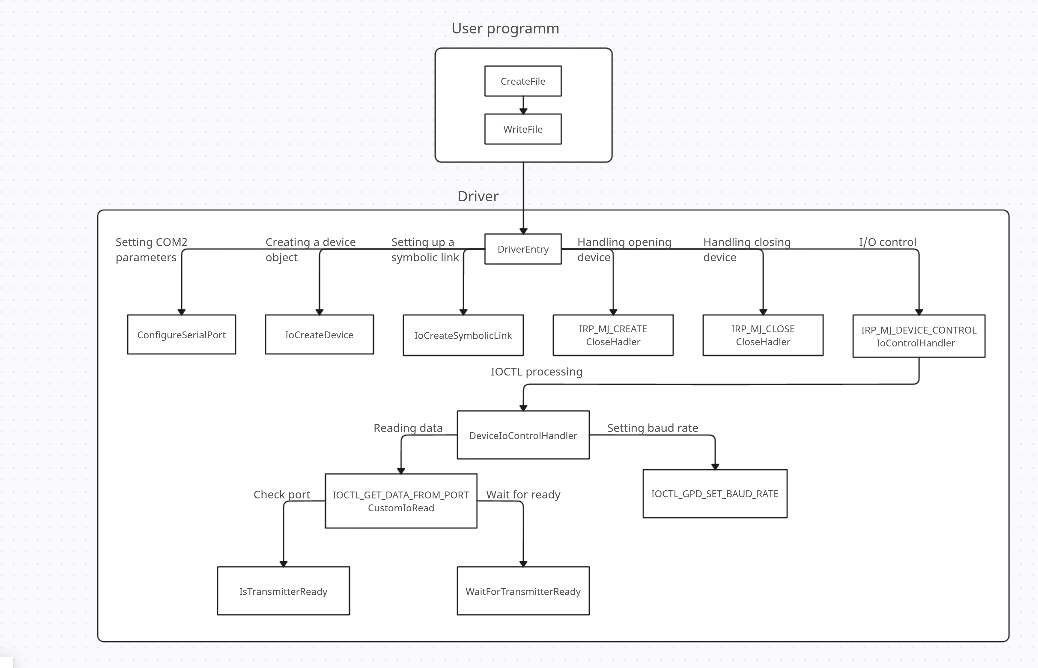 User programm
CreateFile
WriteFile
Driver
DriverEntry
Setting COM2
parameters
Creating a device
object
Setting up a
symbolic link
Handling opening
device
Handling closing
device
I/O control
ConfigureSerialPort
IoCreateDevice
IoCreateSymbolicLink
IRP_MJ_CREATE
CloseHadler
IRP_MJ_CLOSE
CloseHadler
IRP_MJ_DEVICE_CONTROL
IoControlHandler
IOCTL processing
DeviceIoControlHandler
Reading data
Setting baud rate
IOCTL_GET_DATA_FROM_PORT
CustomIoRead
IOCTL_GPD_SET_BAUD_RATE
Check port
Wait for ready
IsTransmitterReady
WaitForTransmitterReady